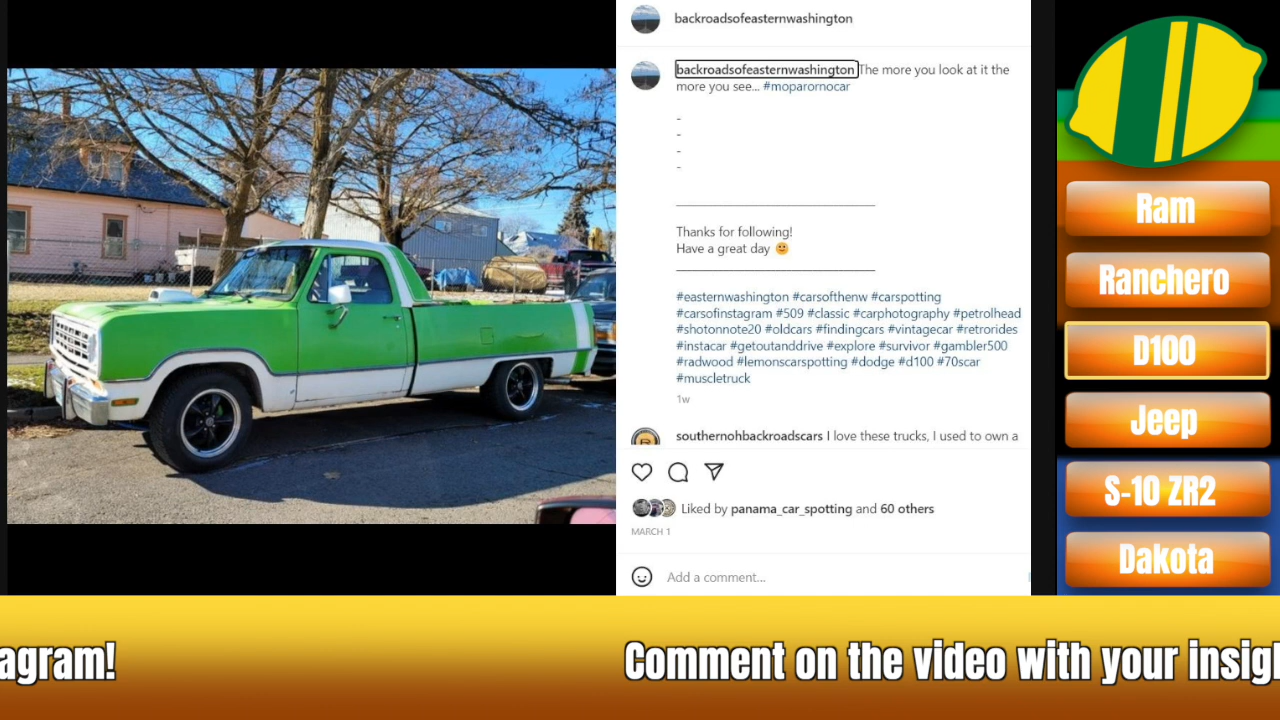 backroadsofeasternwashington
backroadsofeasternwashington The more you look at it the
more you see... #moparornocar
-
-
-
-
Thanks for following!
Have a great day 🙂
#easternwashington #carsofthenw #carspotting
#carsofinstagram #509 #classic #carphotography #petrolhead
#shotonnote20 #oldcars #findingcars #vintagecar #retrorides
#instacar #getoutanddrive #explore #survivor #gambler500
#radwood #lemonscarspotting #dodge #d100 #70scar
#muscletruck
1w
southernohbackroadscars I love these trucks, I used to own a
Liked by panama_car_spotting and 60 others
MARCH 1
Add a comment...
Ram
Ranchero
D100
Jeep
S-10 ZR2
Dakota
agram!
Comment on the video with your insig